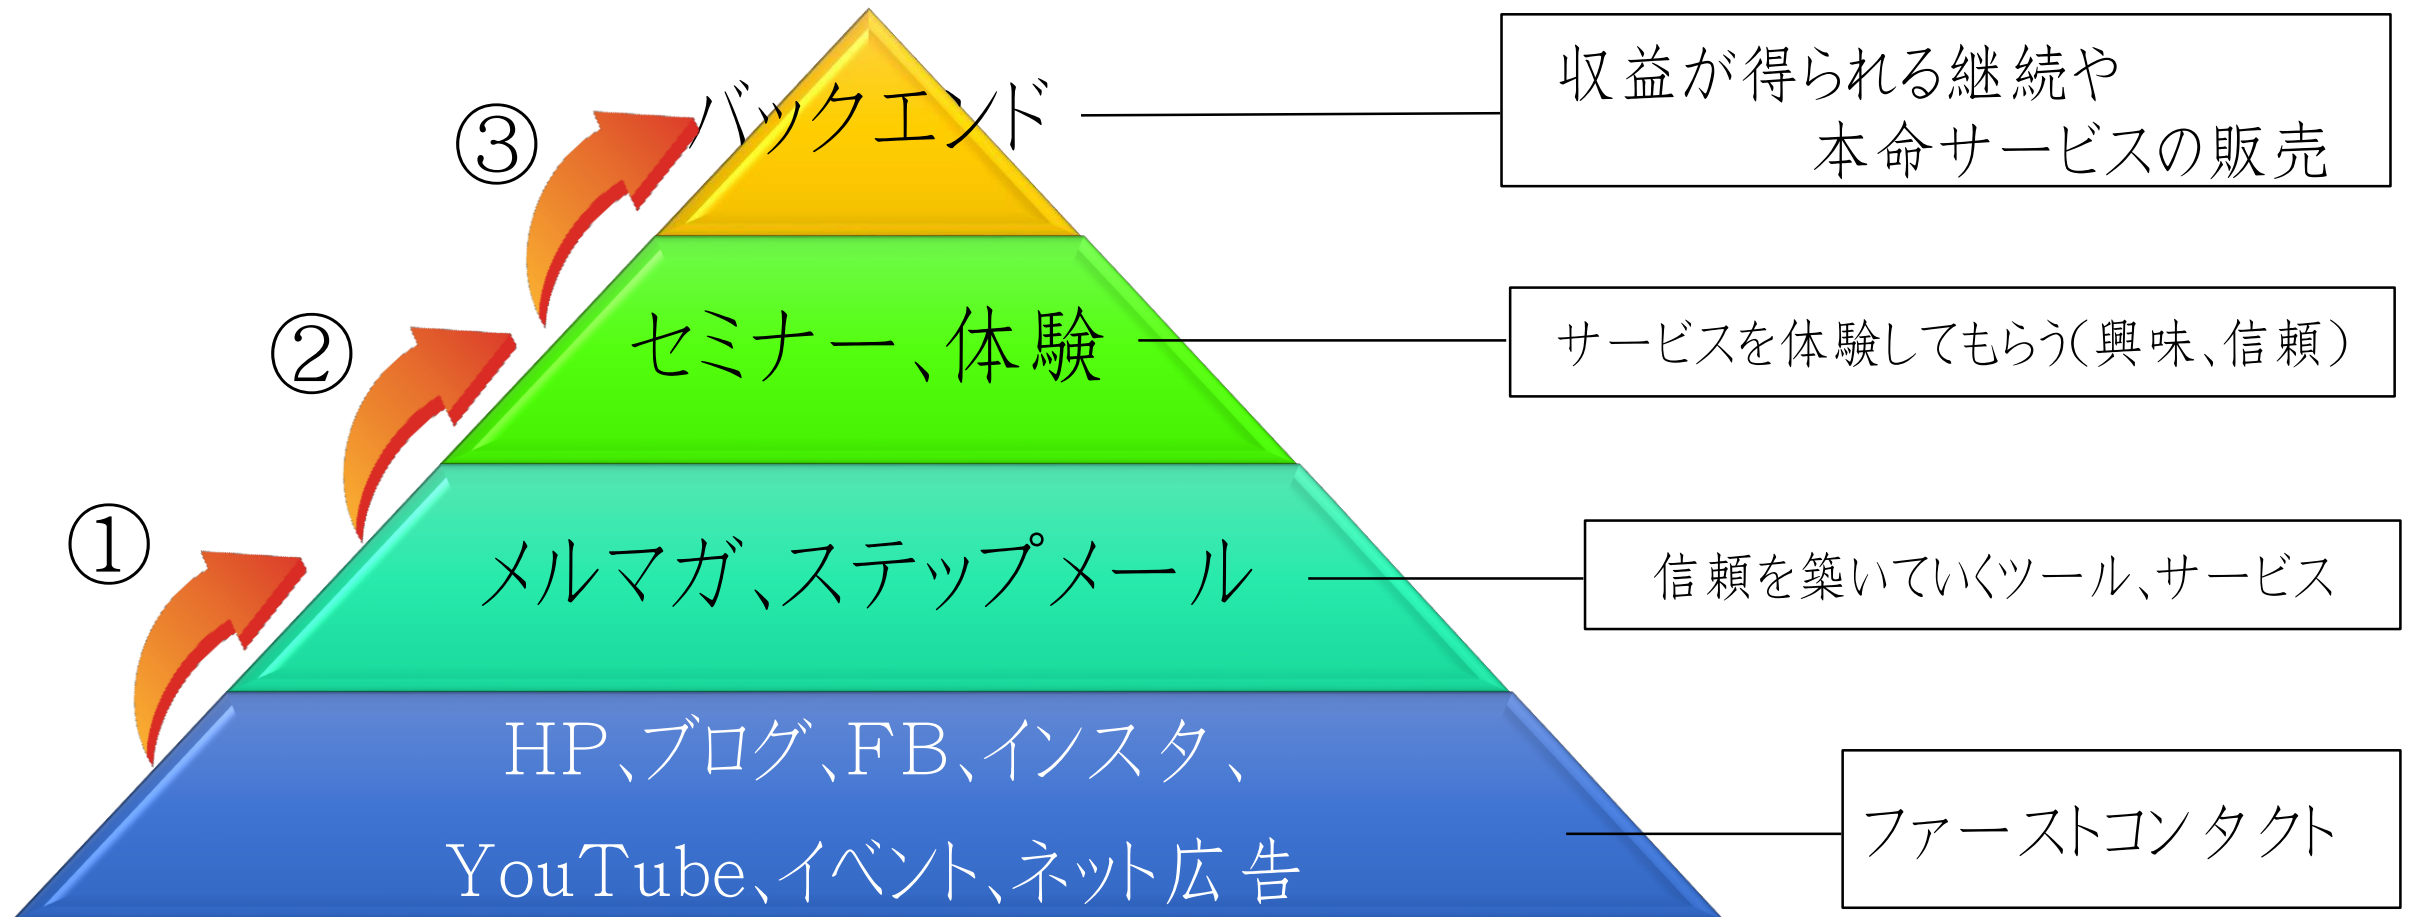 バックエンド
収益が得られる継続や
本命サービスの販売
③
セミナー、体験
サービスを体験してもらう(興味、信頼)
②
メルマガ、ステップメール
信頼を築いていくツール、サービス
①
HP、ブログ、FB、インスタ、
YouTube、イベント、ネット広告
ファーストコンタクト